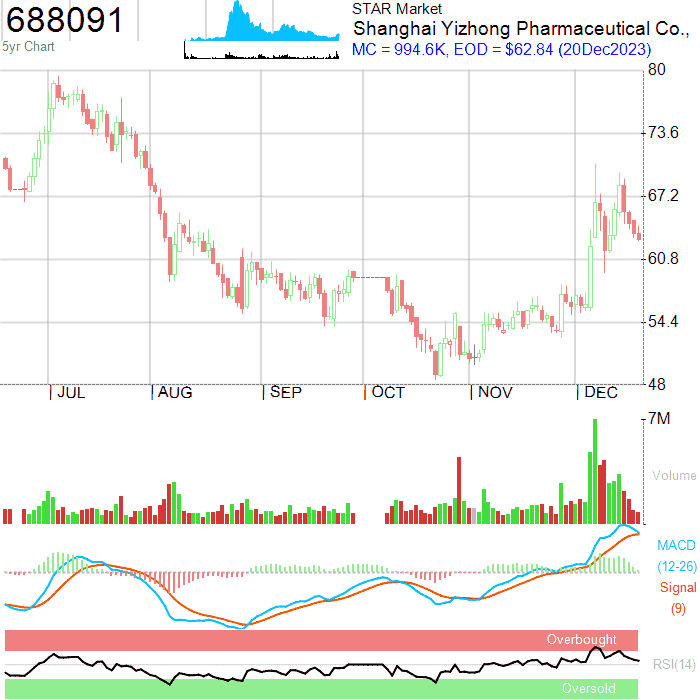 688091
5yr Chart
STAR Market
Shanghai Yizhong Pharmaceutical Co.,
MC = 994.6K, EOD = $62.84 (20Dec2023)
80
73.6
67.2
60.8
54.4
48
JUL AUG SEP OCT NOV DEC
7M
Volume
MACD
(12-26)
Signal
(9)
Overbought
RSI(14)
Oversold